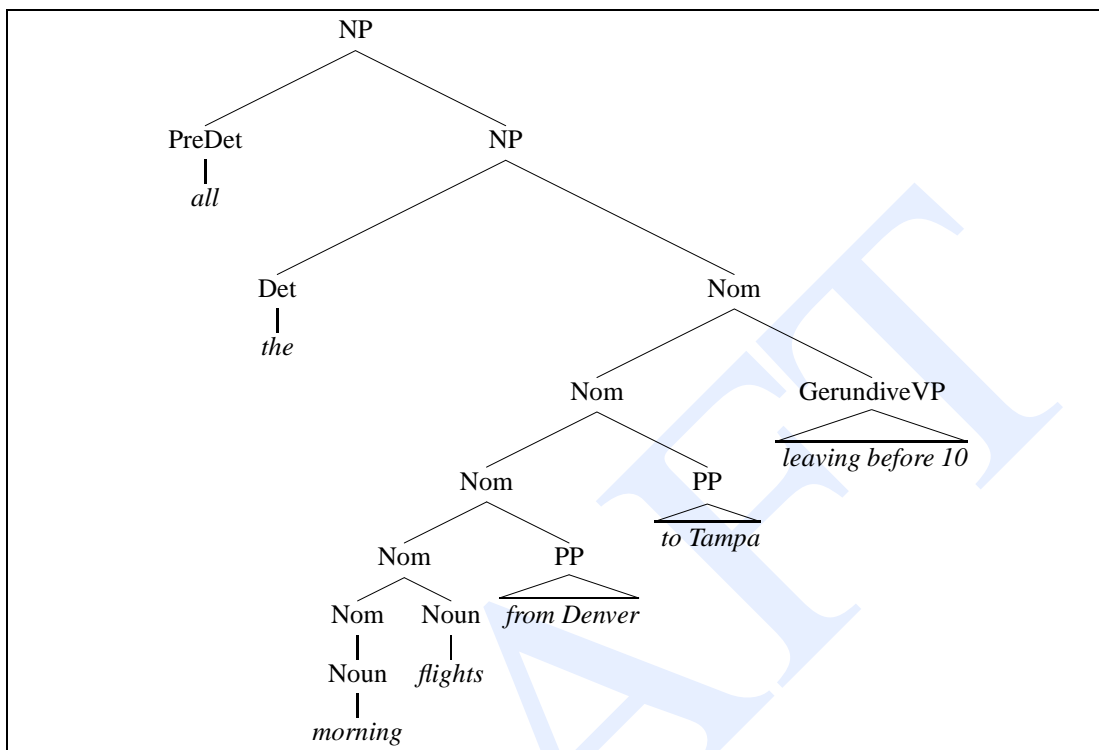 NP
PreDet NP
all
Det Nom
the
Nom GerundiveVP
leaving before 10
Nom PP
to Tampa
Nom PP
Nom Noun from Denver
Noun flights
morning
AFT